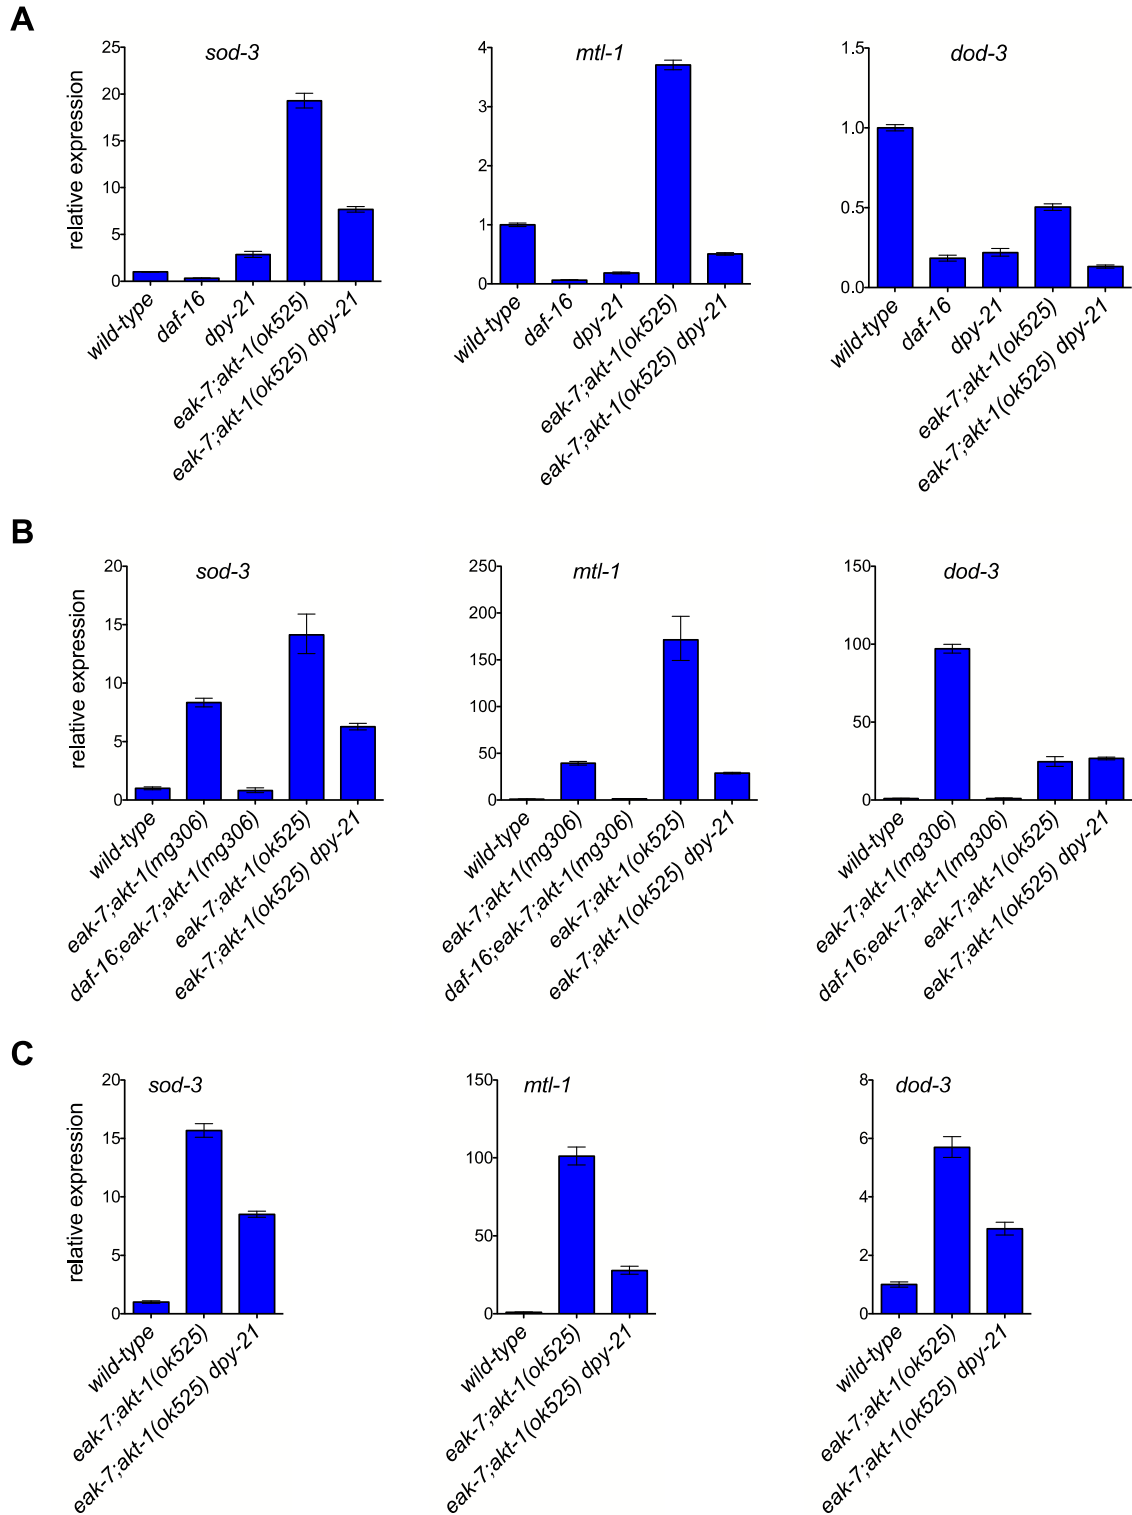 A
sod-3
mtl-1
dod-3
relative expression
25
20
15
10
5
0
4
3
2
1
0
1.5
1.0
0.5
0.0
wild-type
daf-16
dpy-21
eak-7;akt-1(ok525)
eak-7;akt-1(ok525) dpy-21
wild-type
daf-16
dpy-21
eak-7;akt-1(ok525)
eak-7;akt-1(ok525) dpy-21
wild-type
daf-16
dpy-21
eak-7;akt-1(ok525)
eak-7;akt-1(ok525) dpy-21
B
sod-3
mtl-1
dod-3
relative expression
20
15
10
5
0
250
200
150
100
50
0
150
100
50
0
wild-type
eak-7;akt-1(mg306)
daf-16;eak-7;akt-1(mg306)
eak-7;akt-1(ok525)
eak-7;akt-1(ok525) dpy-21
wild-type
eak-7;akt-1(mg306)
daf-16;eak-7;akt-1(mg306)
eak-7;akt-1(ok525)
eak-7;akt-1(ok525) dpy-21
wild-type
eak-7;akt-1(mg306)
daf-16;eak-7;akt-1(mg306)
eak-7;akt-1(ok525)
eak-7;akt-1(ok525) dpy-21
C
sod-3
mtl-1
dod-3
relative expression
20
15
10
5
0
150
100
50
0
8
6
4
2
0
wild-type
eak-7;akt-1(ok525)
eak-7;akt-1(ok525) dpy-21
wild-type
eak-7;akt-1(ok525)
eak-7;akt-1(ok525) dpy-21
wild-type
eak-7;akt-1(ok525)
eak-7;akt-1(ok525) dpy-21